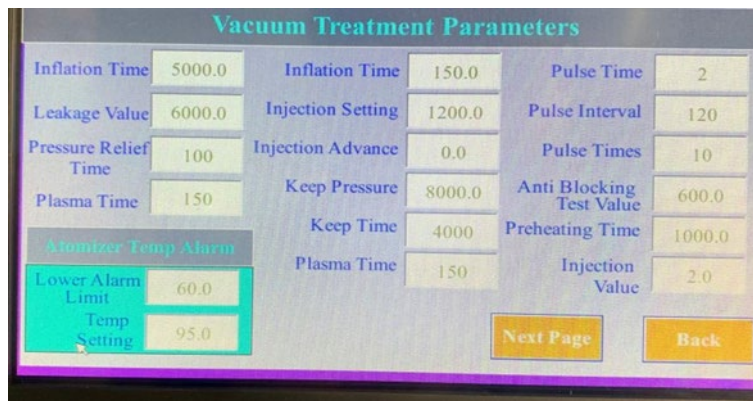 Vacuum Treatment Parameters
Inflation Time 5000.0 Inflation Time 150.0 Pulse Time 2
Leakage Value 6000.0 Injection Setting 1200.0 Pulse Interval 120
Pressure Relief Time 100 Injection Advance 0.0 Pulse Times 10
Plasma Time 150 Keep Pressure 8000.0 Anti Blocking Test Value 600.0
Keep Time 4000 Preheating Time 1000.0
Atomizer Temp Alarm
Plasma Time 150 Injection Value 2.0
Lower Alarm Limit 60.0
Temp Setting 95.0
Next Page Back